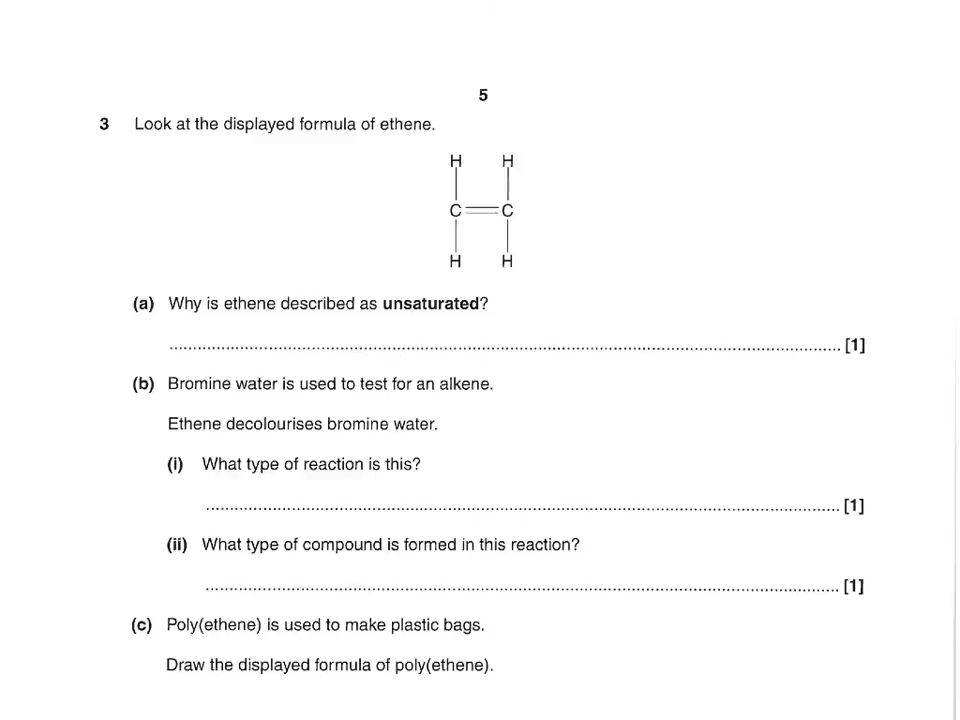 5
3 Look at the displayed formula of ethene.
H H
C C
H H
(a) Why is ethene described as unsaturated?
[1]
(b) Bromine water is used to test for an alkene.
Ethene decolourises bromine water.
(i) What type of reaction is this?
[1]
(ii) What type of compound is formed in this reaction?
[1]
(c) Poly(ethene) is used to make plastic bags.
Draw the displayed formula of poly(ethene).